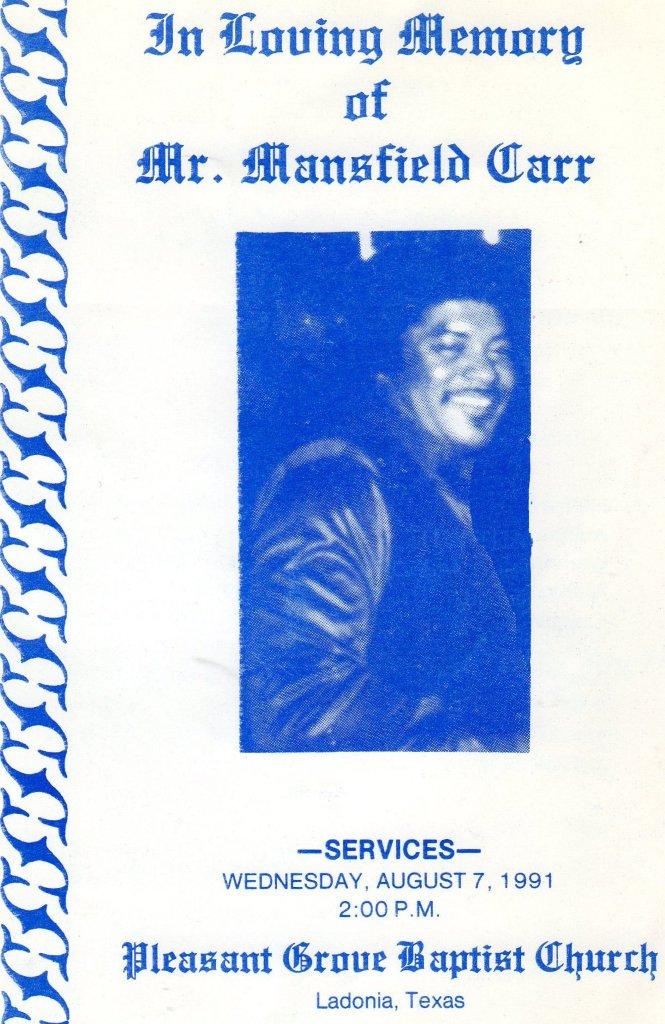 In Loving Memory
of
Mr. Mansfield Carr
—SERVICES—
WEDNESDAY, AUGUST 7, 1991
2:00 P.M.
Pleasant Grove Baptist Church
Ladonia, Texas